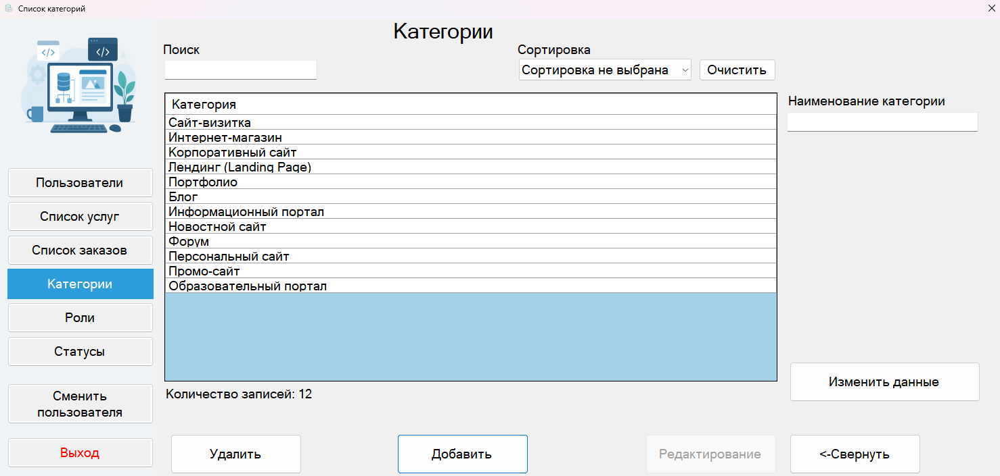 Список категорий
</>
</>
Категории
Поиск
Сортировка
Сортировка не выбрана
Очистить
Категория
Сайт-визитка
Интернет-магазин
Корпоративный сайт
Лендинг (Landing Page)
Портфолио
Блог
Информационный портал
Новостной сайт
Форум
Персональный сайт
Промо-сайт
Образовательный портал
Наименование категории
Пользователи
Список услуг
Список заказов
Категории
Роли
Статусы
Сменить
пользователя
Выход
Количество записей: 12
Изменить данные
Удалить
Добавить
Редактирование
<-Свернуть